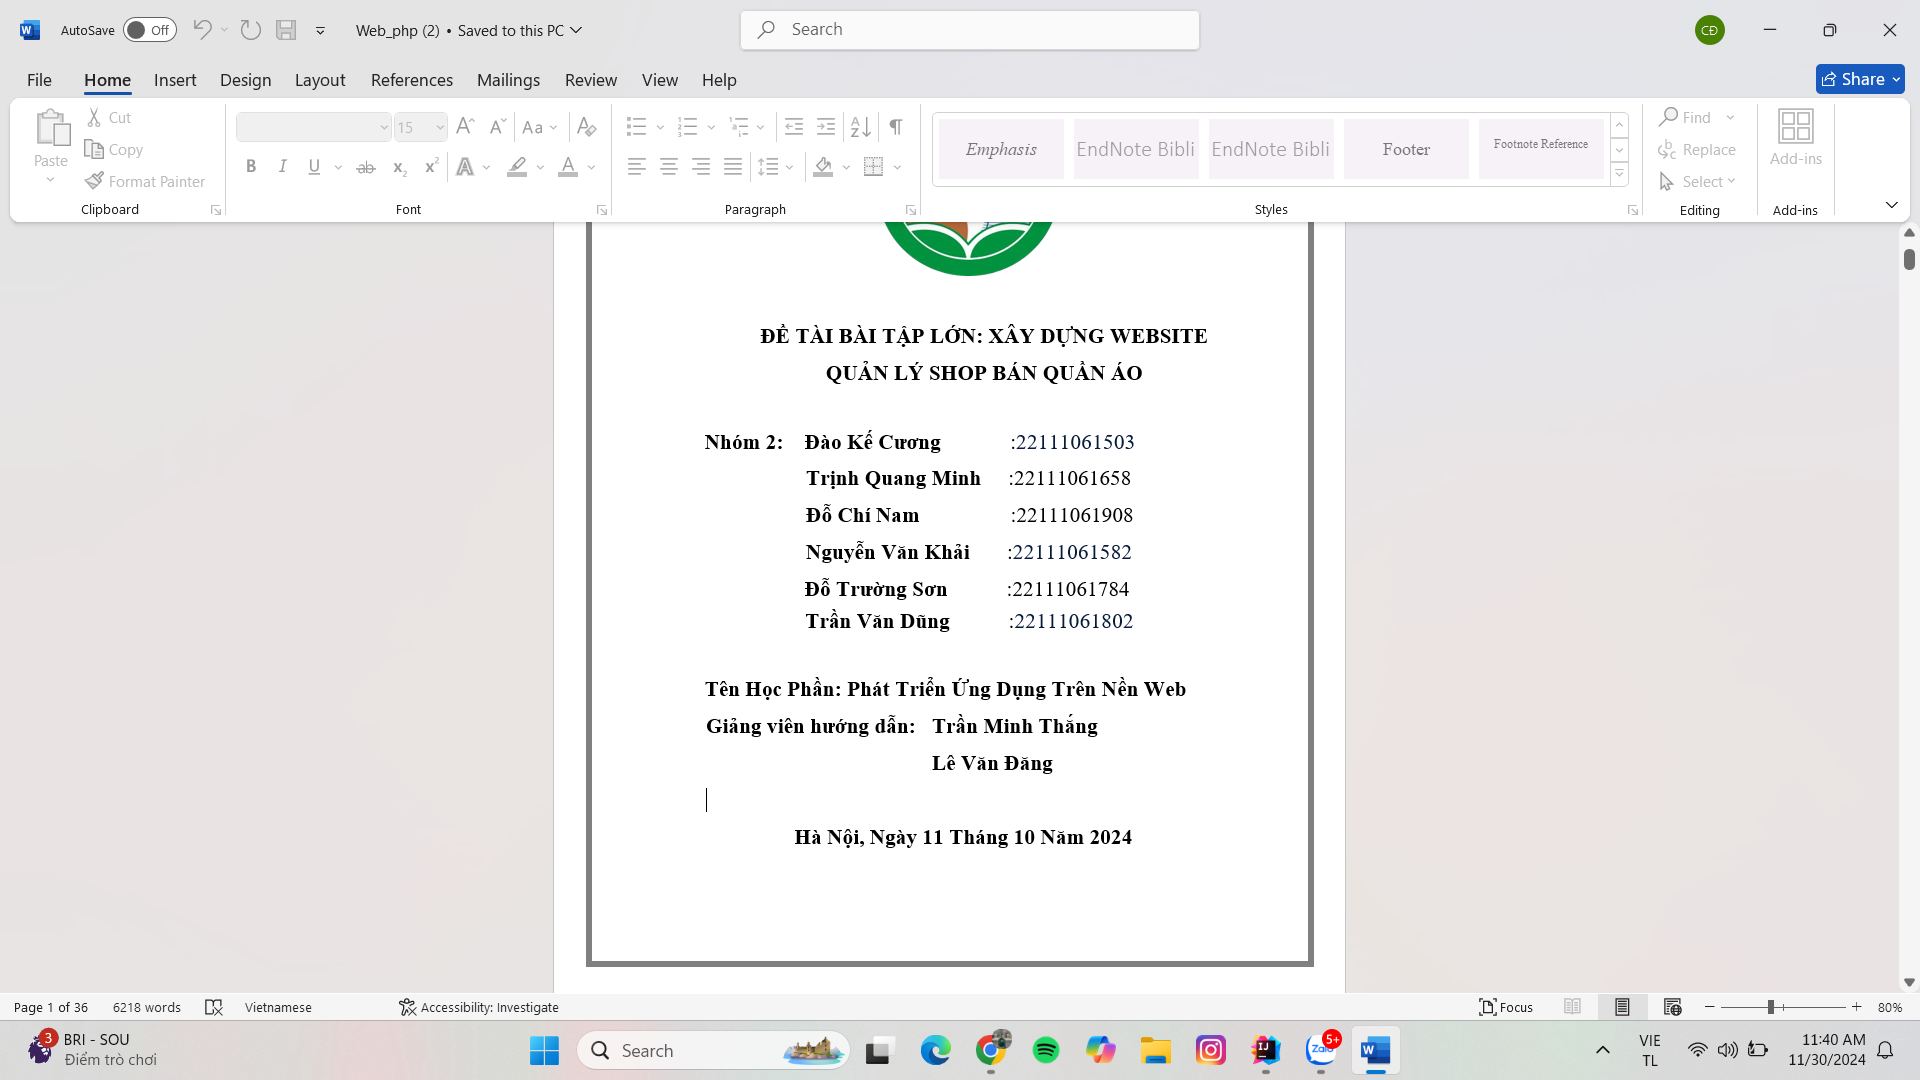 AutoSave Off Web_php (2) • Saved to this PC Search CĐ
File Home Insert Design Layout References Mailings Review View Help Share
Paste Cut Copy Format Painter Clipboard
15 Aa Font
Paragraph
Emphasis EndNote Bibli EndNote Bibli Footer Footnote Reference Styles
Find Replace Select Editing
Add-ins Add-ins
ĐỀ TÀI BÀI TẬP LỚN: XÂY DỰNG WEBSITE
QUẢN LÝ SHOP BÁN QUẦN ÁO
Nhóm 2: Đào Kế Cương :22111061503
Trịnh Quang Minh :22111061658
Đỗ Chí Nam :22111061908
Nguyễn Văn Khải :22111061582
Đỗ Trường Sơn :22111061784
Trần Văn Dũng :22111061802
Tên Học Phần: Phát Triển Ứng Dụng Trên Nền Web
Giảng viên hướng dẫn: Trần Minh Thắng
Lê Văn Đăng
Hà Nội, Ngày 11 Tháng 10 Năm 2024
Page 1 of 36 6218 words Vietnamese Accessibility: Investigate Focus 80%
3 BRI - SOU Search Zalo 5+ VIE 11:40 AM
Điểm trò chơi TL 11/30/2024